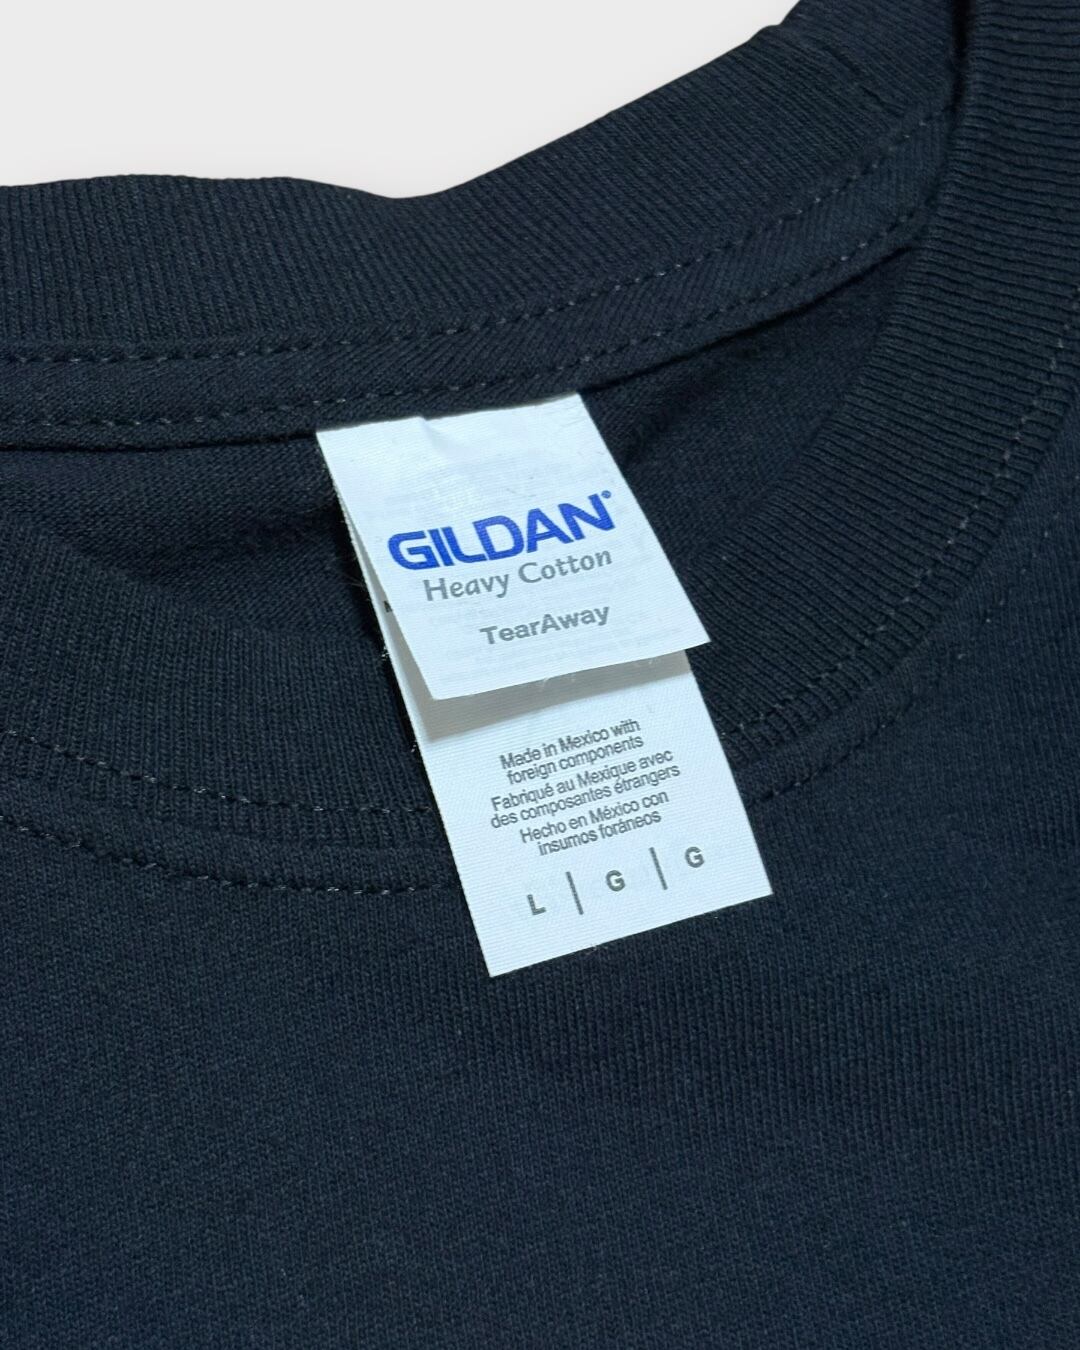 GILDAN®
Heavy Cotton
TearAway
Made in Mexico with
foreign components
Fabriqué au Mexique avec
des composantes étrangers
Hecho en México con
insumos foráneos
L | G | G